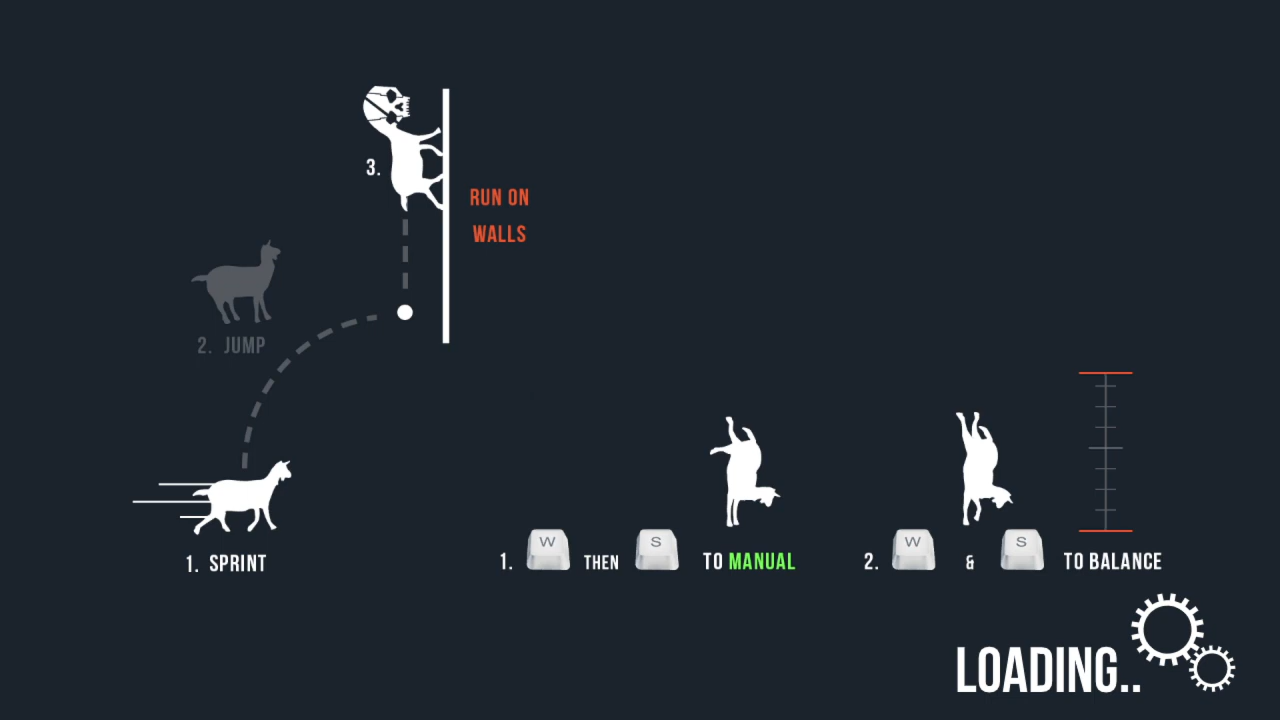 3.
RUN ON
WALLS
2. JUMP
1. SPRINT
1. W THEN S TO MANUAL
2. W & S TO BALANCE
LOADING..